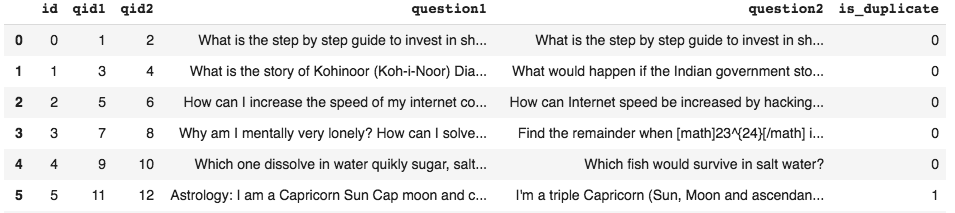 id qid1 qid2 question1 question2 is_duplicate
0 0 1 2 What is the step by step guide to invest in sh... What is the step by step guide to invest in sh... 0
1 1 3 4 What is the story of Kohinoor (Koh-i-Noor) Dia... What would happen if the Indian government sto... 0
2 2 5 6 How can I increase the speed of my internet co... How can Internet speed be increased by hacking... 0
3 3 7 8 Why am I mentally very lonely? How can I solve... Find the remainder when [math]23^{24}[/math] i... 0
4 4 9 10 Which one dissolve in water quikly sugar, salt... Which fish would survive in salt water? 0
5 5 11 12 Astrology: I am a Capricorn Sun Cap moon and c... I'm a triple Capricorn (Sun, Moon and ascendan... 1